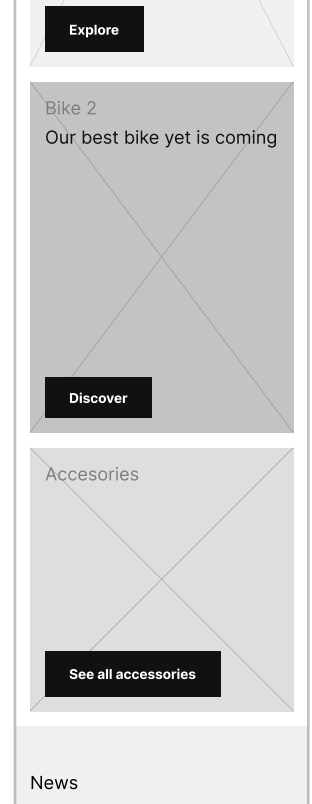 Explore
Bike 2
Our best bike yet is coming
Discover
Accesories
See all accessories
News